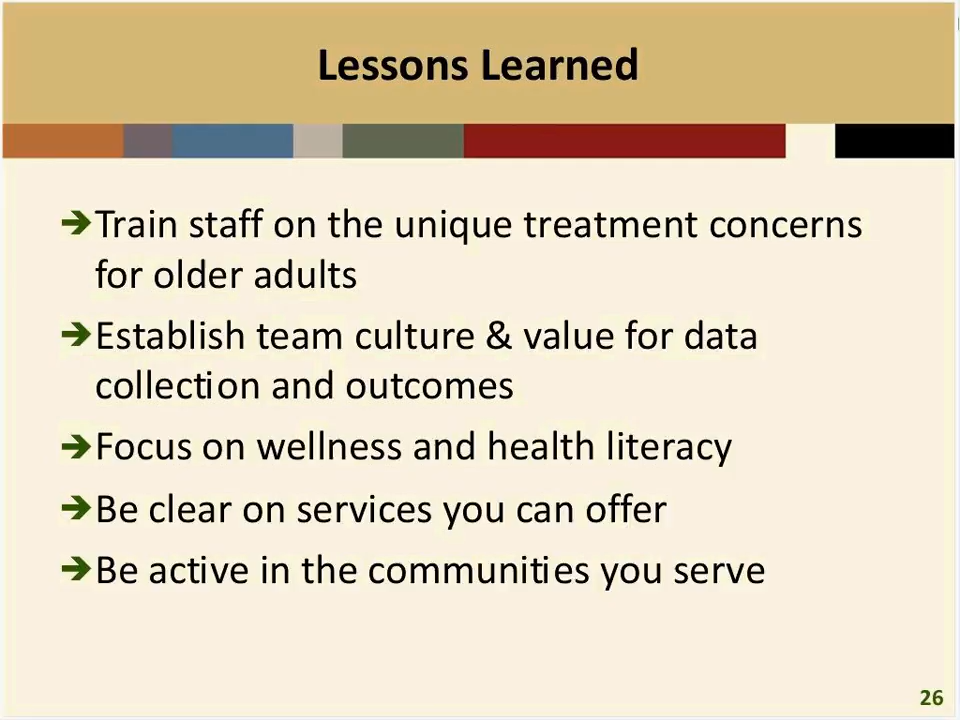 Lessons Learned
Train staff on the unique treatment concerns
for older adults
Establish team culture & value for data
collection and outcomes
Focus on wellness and health literacy
Be clear on services you can offer
Be active in the communities you serve
26